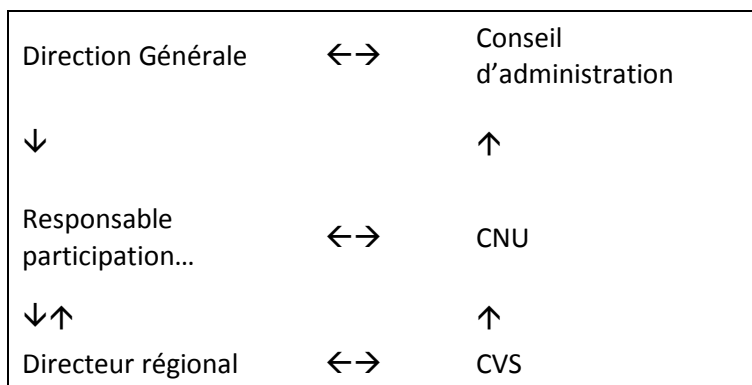 Direction Générale ←→ Conseil
d'administration
↓ ↑
Responsable
participation... ←→ CNU
↓↑ ↑
Directeur régional ←→ CVS